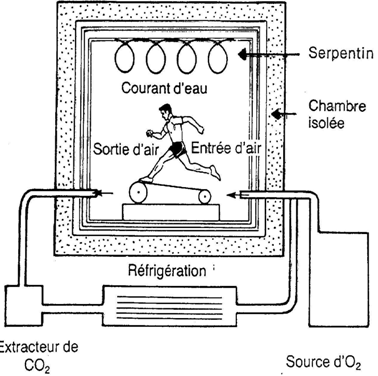 Serpentin
Courant d'eau
Chambre
isolée
Sortie d'air
Entrée d'air
Réfrigération
Extracteur de
CO₂
Source d'O₂